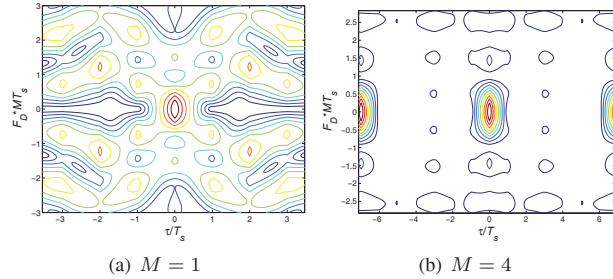 3
2
1
0
−1
−2
−3
F_D*MT_s
−3 −2 −1 0 1 2 3
τ/T_s
(a) M = 1
2.5
2
1.5
1
0.5
0
−0.5
−1
−1.5
−2
−2.5
F_D*MT_s
−6 −4 −2 0 2 4 6
τ/T_s
(b) M = 4